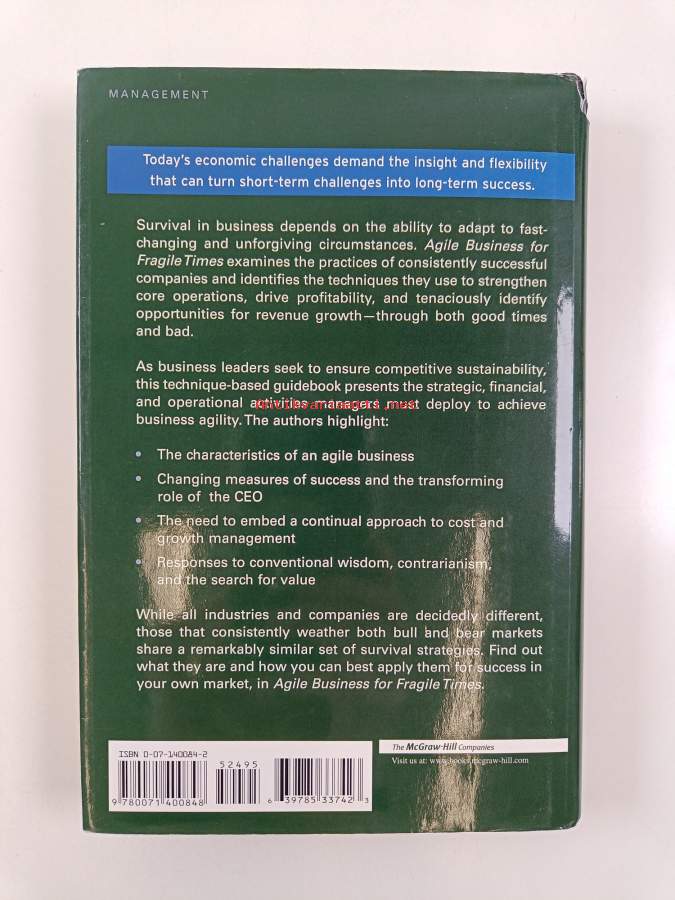 MANAGEMENT
Today's economic challenges demand the insight and flexibility
that can turn short-term challenges into long-term success.
Survival in business depends on the ability to adapt to fast-
changing and unforgiving circumstances. Agile Business for
Fragile Times examines the practices of consistently successful
companies and identifies the techniques they use to strengthen
core operations, drive profitability, and tenaciously identify
opportunities for revenue growth—through both good times
and bad.
As business leaders seek to ensure competitive sustainability,
this technique-based guidebook presents the strategic, financial,
and operational activities managers must deploy to achieve
business agility. The authors highlight:
• The characteristics of an agile business
• Changing measures of success and the transforming
role of the CEO
• The need to embed a continual approach to cost and
growth management
• Responses to conventional wisdom, contrarianism,
and the search for value
While all industries and companies are decidedly different,
those that consistently weather both bull and bear markets
share a remarkably similar set of survival strategies. Find out
what they are and how you can best apply them for success in
your own market, in Agile Business for Fragile Times.
ISBN 0-07-140084-2
52495
9 780071 400848
6 39785 33742 3
The McGraw-Hill Companies
Visit us at: www.books.mcgraw-hill.com